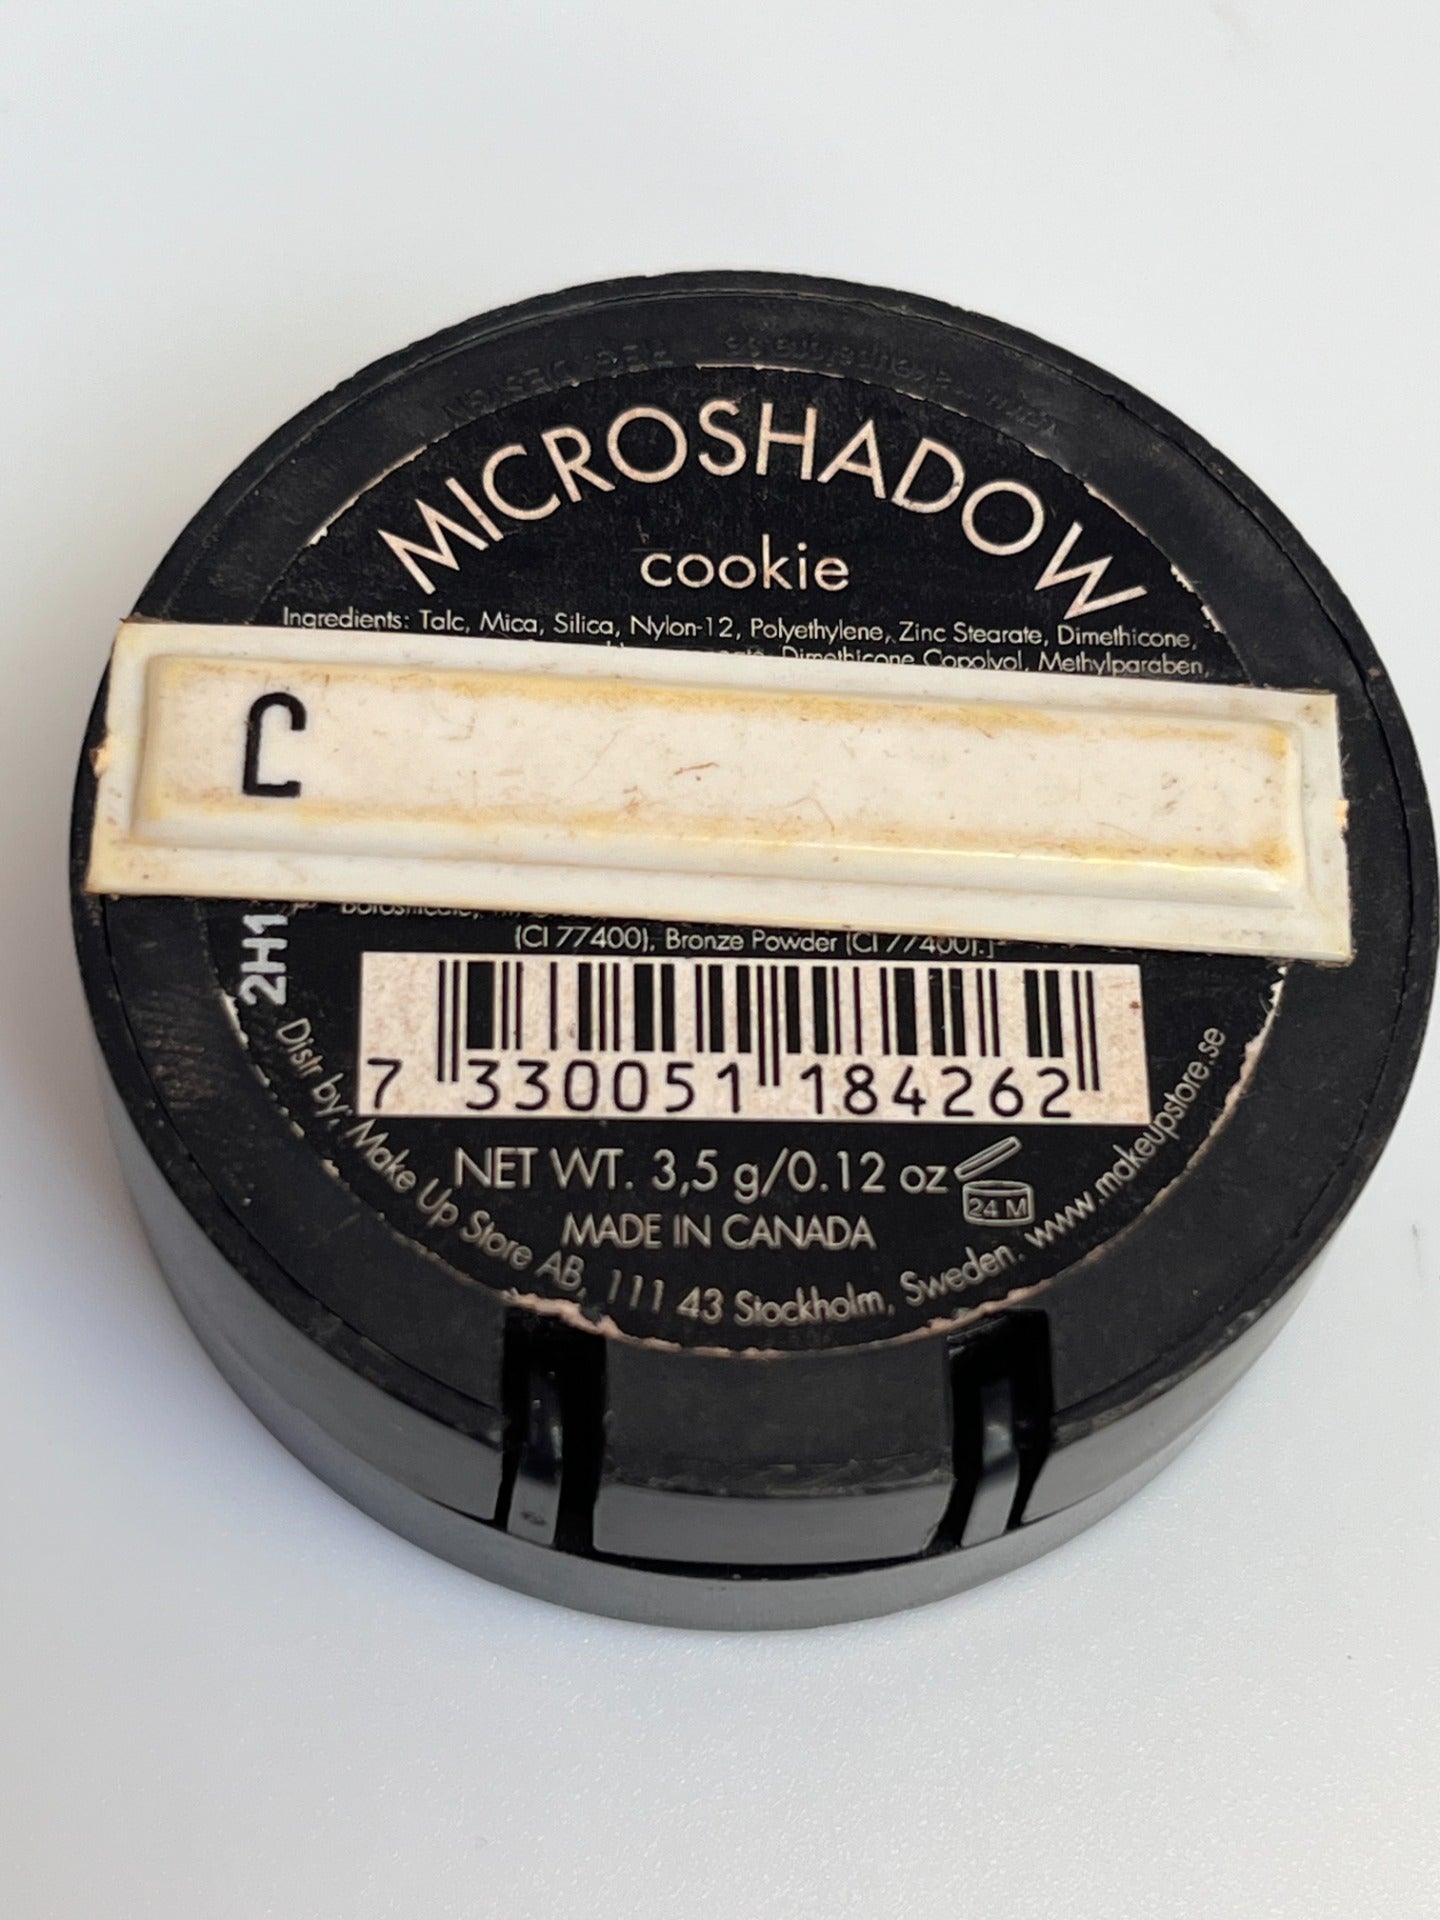 REG. DESIGN
MICROSHADOW
cookie
Ingredients: Talc, Mica, Silica, Nylon-12, Polyethylene, Zinc Stearate, Dimethicone,
Dimethicone Copolyol, Methylparaben,
(CI 77400), Bronze Powder (CI 77400).]
2H1
7 330051 184262
NET WT. 3,5 g/0.12 oz
24 M
MADE IN CANADA
Distr by, Make Up Store AB, 111 43 Stockholm, Sweden. www.makeupstore.se